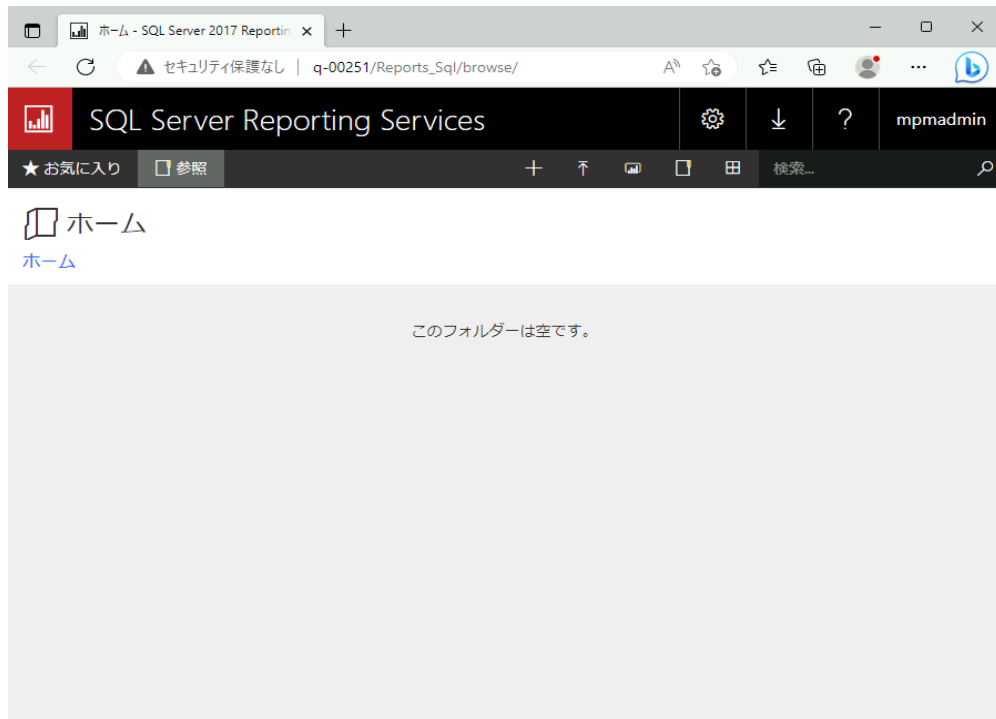 ホーム - SQL Server 2017 Reportin
セキュリティ保護なし | q-00251/Reports_Sql/browse/
SQL Server Reporting Services
? mpmadmin
★ お気に入り 参照 検索...
ホーム
ホーム
このフォルダーは空です。